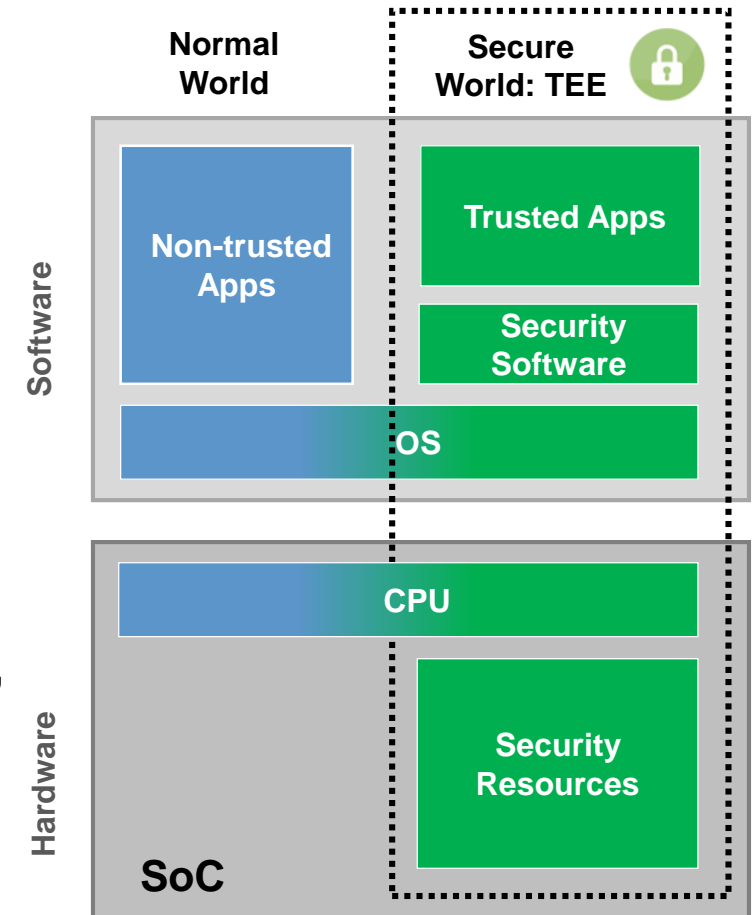 Normal
World
Secure
World: TEE
Software
Non-trusted
Apps
Trusted Apps
Security
Software
OS
Hardware
CPU
Security
Resources
SoC